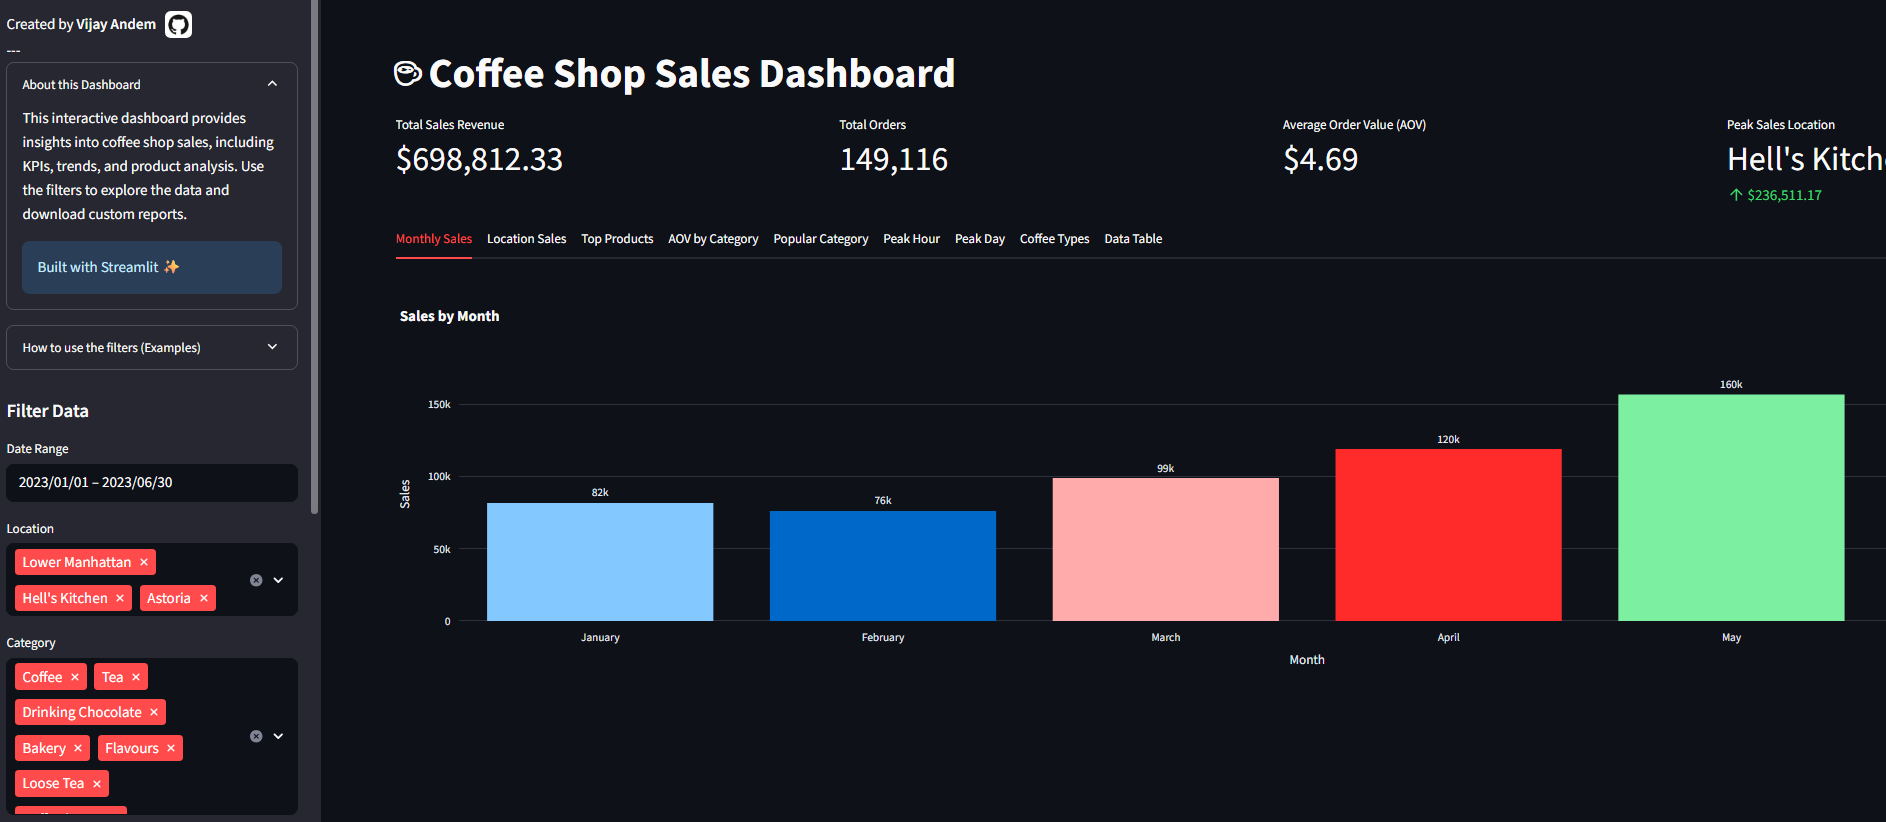 Created by Vijay Andem
---
About this Dashboard
This interactive dashboard provides
insights into coffee shop sales, including
KPIs, trends, and product analysis. Use
the filters to explore the data and
download custom reports.
Built with Streamlit ✨
How to use the filters (Examples)
Filter Data
Date Range
2023/01/01 – 2023/06/30
Location
Lower Manhattan ×
Hell's Kitchen × Astoria ×
Category
Coffee × Tea ×
Drinking Chocolate ×
Bakery × Flavours ×
Loose Tea ×
Coffee Shop Sales Dashboard
Total Sales Revenue
$698,812.33
Total Orders
149,116
Average Order Value (AOV)
$4.69
Peak Sales Location
Hell's Kitch
↑ $236,511.17
Monthly Sales Location Sales Top Products AOV by Category Popular Category Peak Hour Peak Day Coffee Types Data Table
Sales by Month
Sales
150k
100k
50k
0
82k
76k
99k
120k
160k
January February March April May
Month